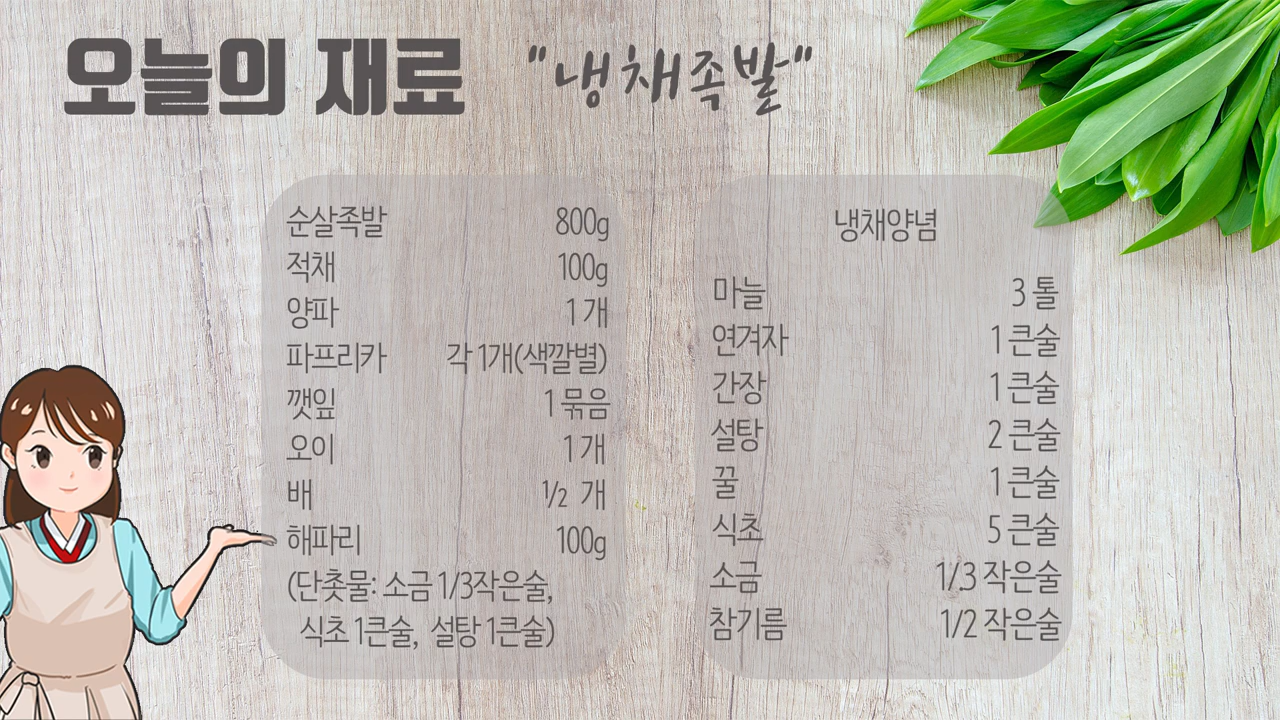 오늘의 재료 "냉채족발"
순살족발 800g
적채 100g
양파 1개
파프리카 각 1개(색깔별)
깻잎 1 묶음
오이 1개
배 ½ 개
해파리 100g
(단촛물: 소금 1/3작은술,
식초 1큰술, 설탕 1큰술)
냉채양념
마늘 3 톨
연겨자 1 큰술
간장 1 큰술
설탕 2 큰술
꿀 1 큰술
식초 5 큰술
소금 1/3 작은술
참기름 1/2 작은술